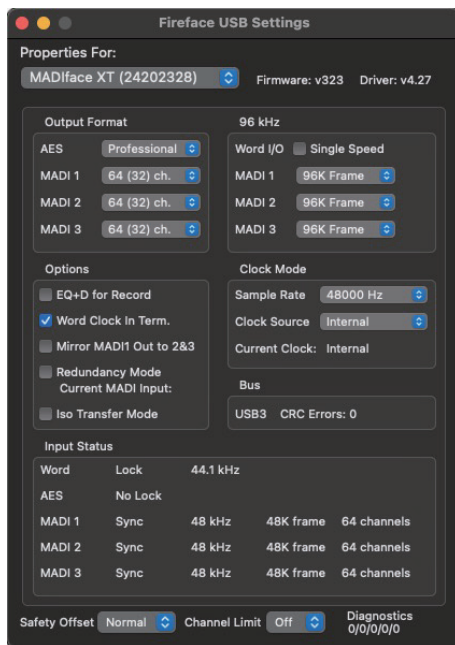 Fireface USB Settings
Properties For:
MADIface XT (24202328) Firmware: v323 Driver: v4.27
Output Format
AES Professional
MADI 1 64 (32) ch.
MADI 2 64 (32) ch.
MADI 3 64 (32) ch.
96 kHz
Word I/O Single Speed
MADI 1 96K Frame
MADI 2 96K Frame
MADI 3 96K Frame
Options
EQ+D for Record
Word Clock In Term.
Mirror MADI1 Out to 2&3
Redundancy Mode
Current MADI Input:
Iso Transfer Mode
Clock Mode
Sample Rate 48000 Hz
Clock Source Internal
Current Clock: Internal
Bus
USB3 CRC Errors: 0
Input Status
Word Lock 44.1 kHz
AES No Lock
MADI 1 Sync 48 kHz 48K frame 64 channels
MADI 2 Sync 48 kHz 48K frame 64 channels
MADI 3 Sync 48 kHz 48K frame 64 channels
Safety Offset Normal Channel Limit Off Diagnostics
0/0/0/0/0